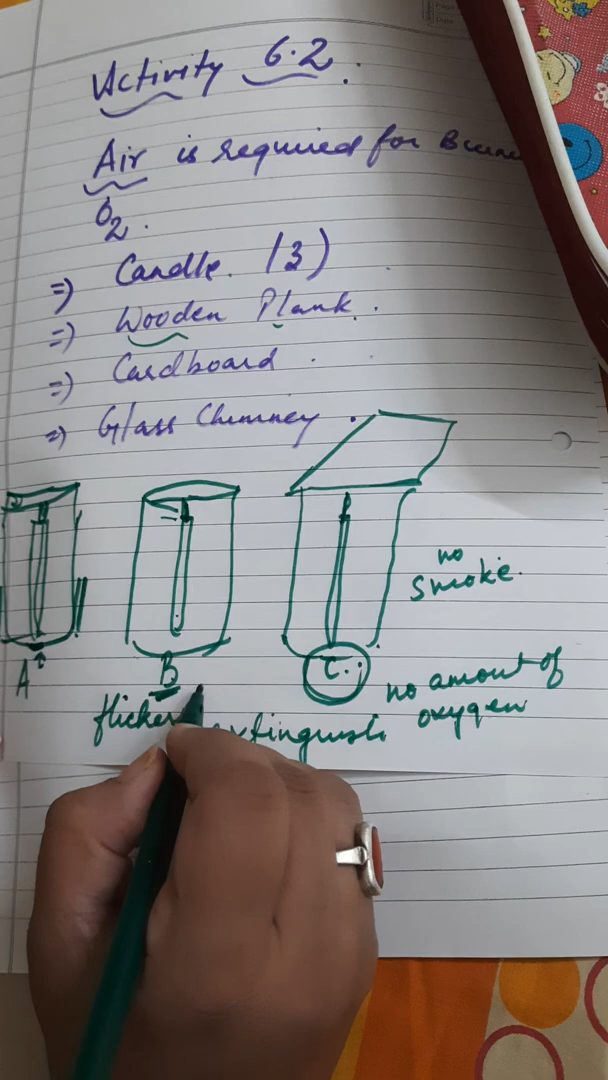 Activity 6.2.
Air is required for
O2.
=) Candle. (3)
=) Wooden Plank.
=) Cardboard.
=) Glass Chimney.
no
smoke.
A
B
C.
no amount of
oxygen
flicker extinguish